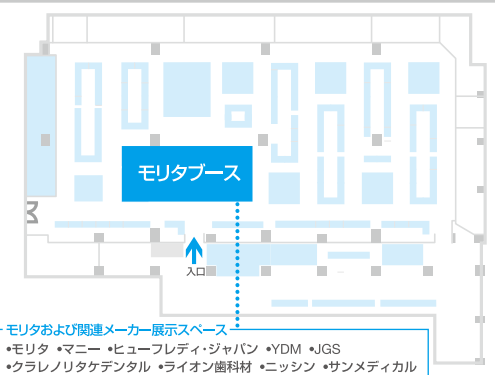 モリタブース
入口
モリタおよび関連メーカー展示スペース
•モリタ •マニー •ヒューフレディ・ジャパン •YDM •JGS
•クラレノリタケデンタル •ライオン歯科材 •ニッシン •サンメディカル